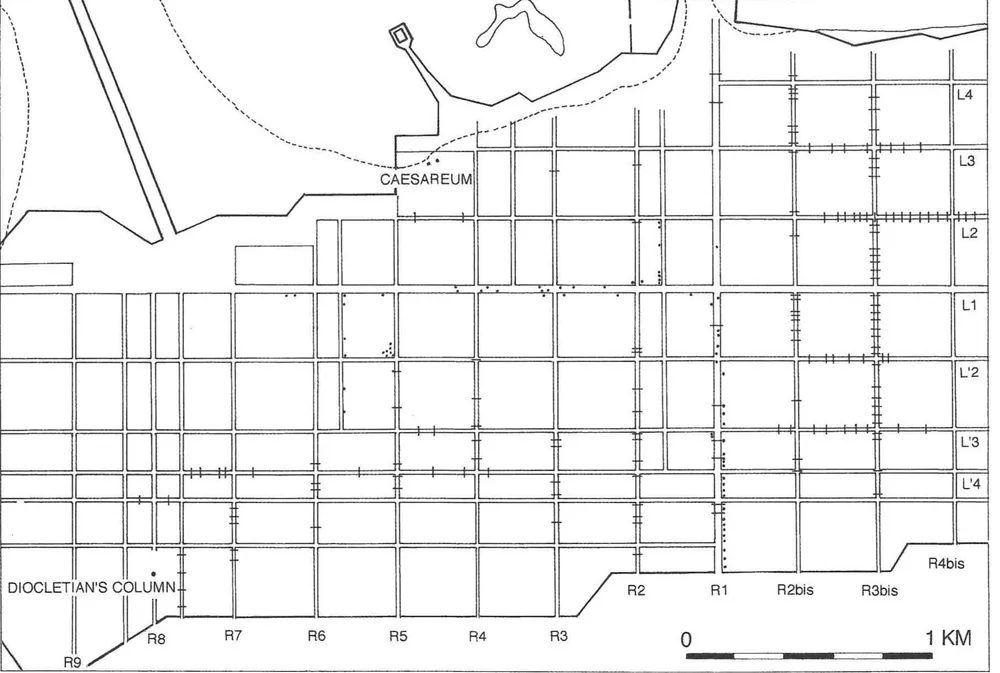 L4
L3
CAESAREUM
L2
L1
L'2
L'3
L'4
R4bis
DIOCLETIAN'S COLUMN
R2
R1
R2bis
R3bis
R9
R8
R7
R6
R5
R4
R3
0
1 KM